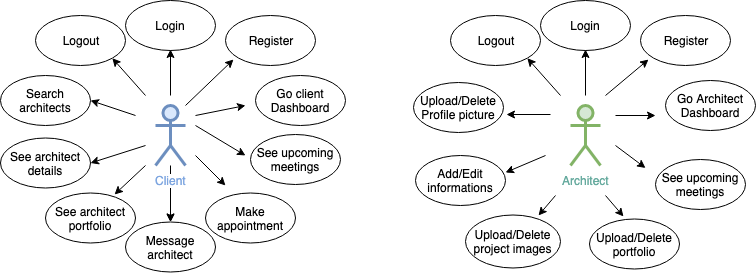 Logout
Login
Register
Search
architects
Go client
Dashboard
See architect
details
See upcoming
meetings
Client
See architect
portfolio
Make
appointment
Message
architect
Logout
Login
Register
Upload/Delete
Profile picture
Go Architect
Dashboard
Add/Edit
informations
Architect
See upcoming
meetings
Upload/Delete
project images
Upload/Delete
portfolio